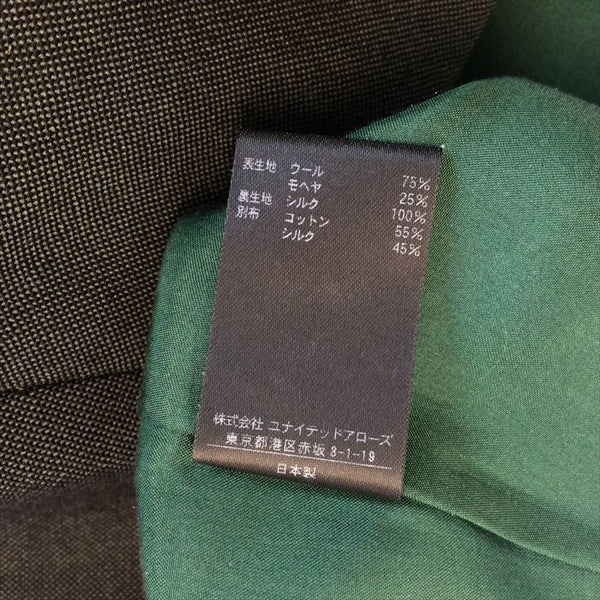 表生地 ウール 75%
モヘヤ 25%
裏生地 シルク 100%
別布 コットン 55%
シルク 45%
株式会社 ユナイテッドアローズ
東京都港区赤坂 3-1-19
日本製